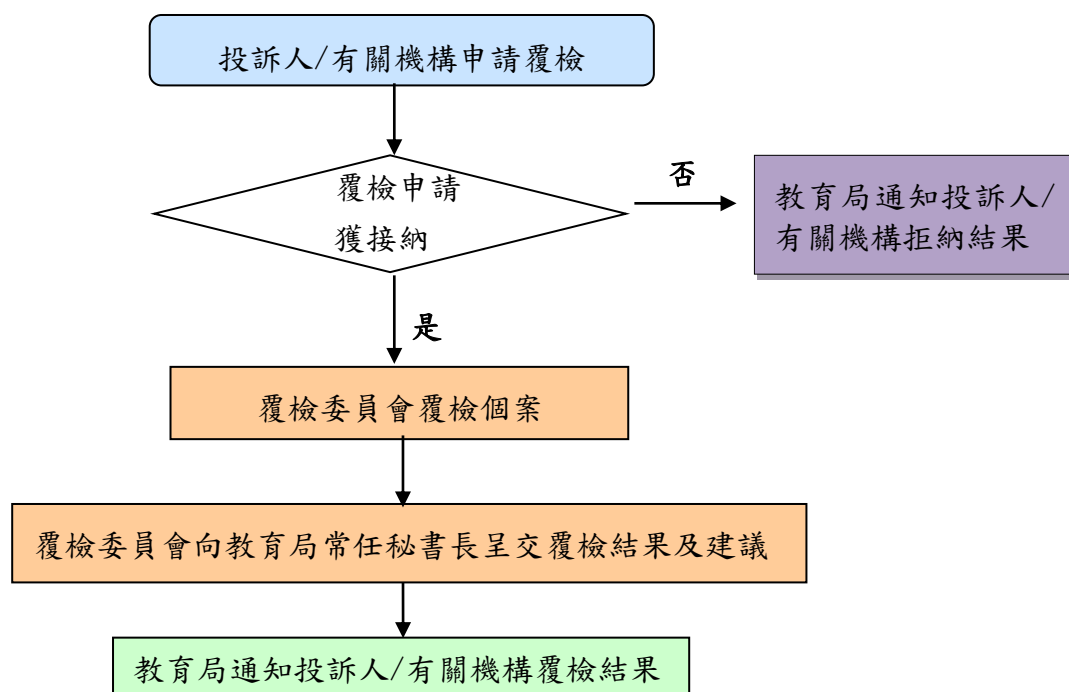 投訴人/有關機構申請覆檢
覆檢申請
獲接納
否
教育局通知投訴人/
有關機構拒納結果
是
覆檢委員會覆檢個案
覆檢委員會向教育局常任秘書長呈交覆檢結果及建議
教育局通知投訴人/有關機構覆檢結果